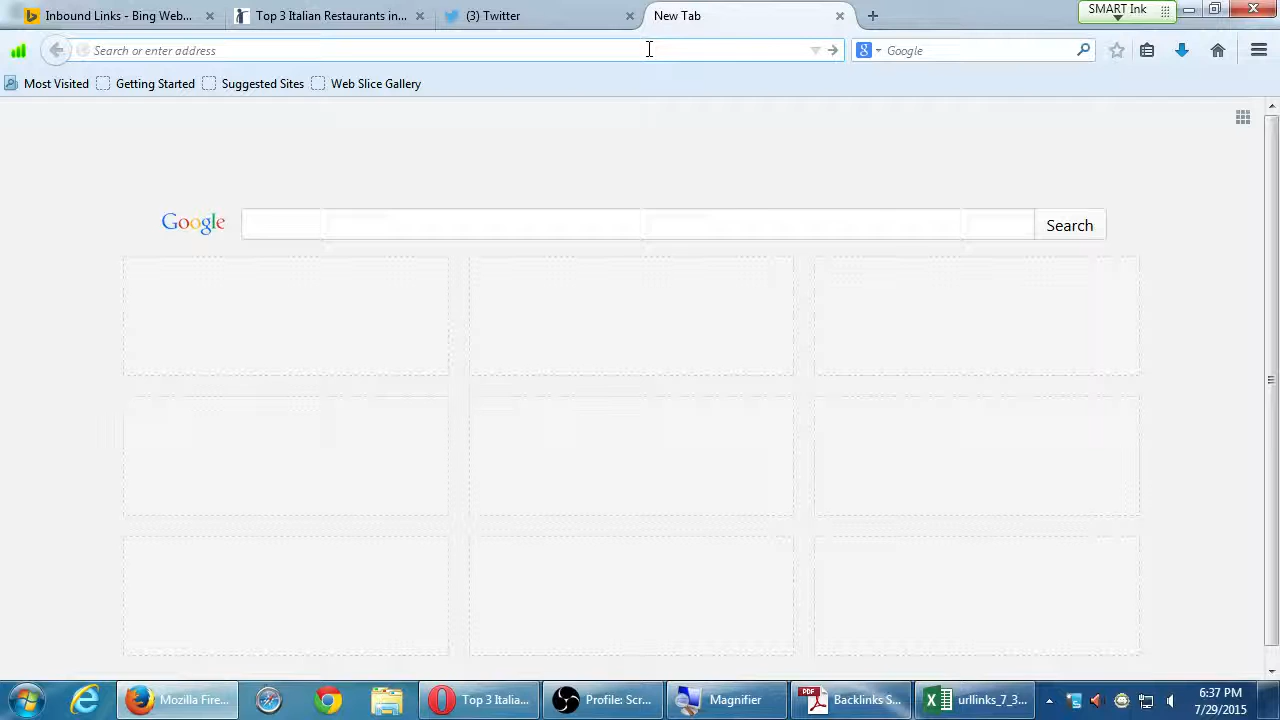 Inbound Links - Bing Web...
Top 3 Italian Restaurants in...
(3) Twitter
New Tab
SMART Ink
Search or enter address
Google
Most Visited
Getting Started
Suggested Sites
Web Slice Gallery
Google
Search
Mozilla Fire...
Top 3 Italia...
Profile: Scr...
Magnifier
PDF
Backlinks S...
urllinks_7_3...
6:37 PM
7/29/2015